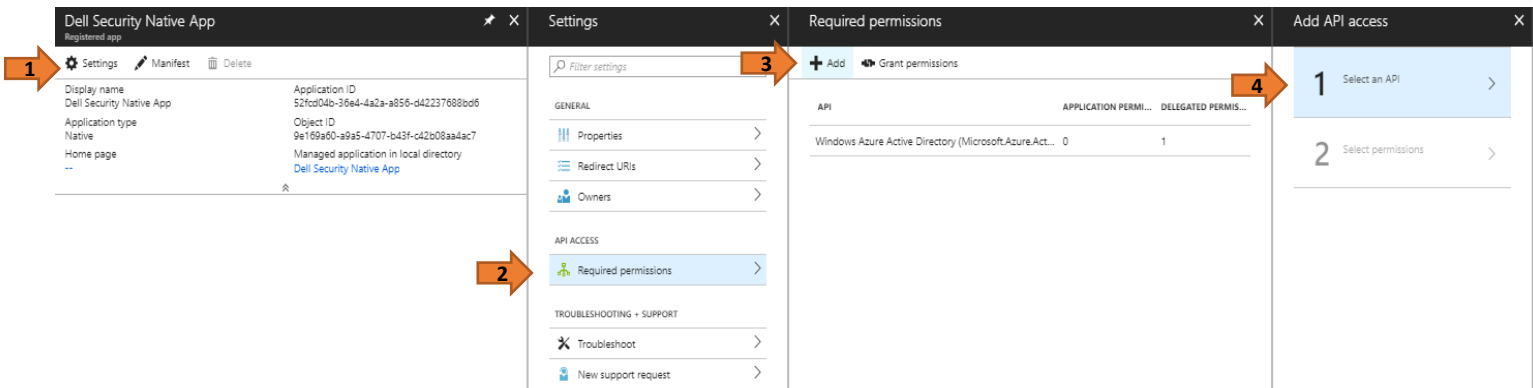 Dell Security Native App
Registered app
1
Settings
Manifest
Delete
Display name
Dell Security Native App
Application type
Native
Home page
--
Application ID
52fcd04b-36e4-4a2a-a856-d42237688bd6
Object ID
9e169a60-a9a5-4707-b43f-c42b08aa4ac7
Managed application in local directory
Dell Security Native App
Settings
Filter settings
GENERAL
Properties
Redirect URIs
Owners
API ACCESS
2
Required permissions
TROUBLESHOOTING + SUPPORT
Troubleshoot
New support request
Required permissions
3
Add
Grant permissions
API
APPLICATION PERMI...
DELEGATED PERMIS...
Windows Azure Active Directory (Microsoft.Azure.Act...
0
1
Add API access
4
1
Select an API
2
Select permissions